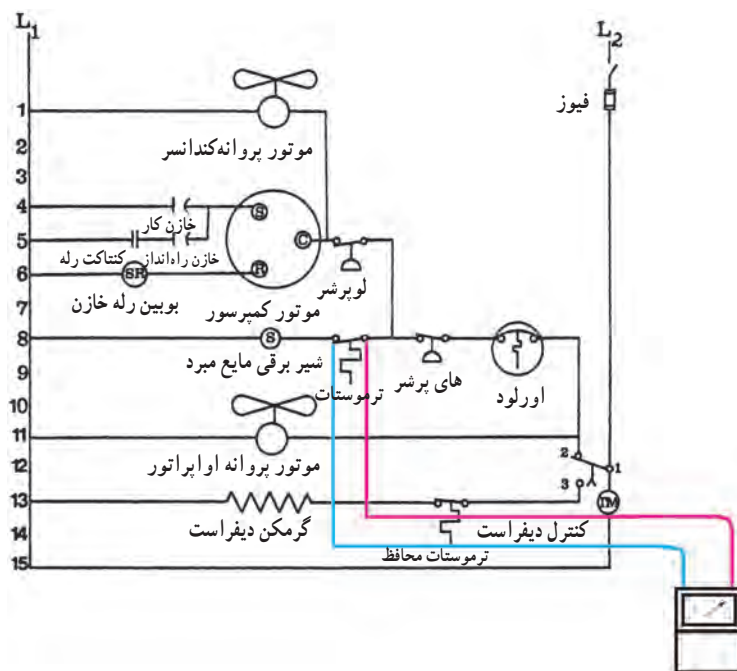 L1
L2
فیوز
1
موتور پروانه کندانسر
2
3
4
S
خازن کار
5
C
کنتاکت رله
خازن راه‌انداز
لوپرشر
6
SR
R
بوبین رله خازن
موتور کمپرسور
7
8
S
شیر برقی مایع مبرد
ترموستات
های پرشر
اورلود
9
10
11
موتور پروانه اواپراتور
2
1
12
3
13
TM
گرمکن دیفراست
کنترل دیفراست
14
ترموستات محافظ
15